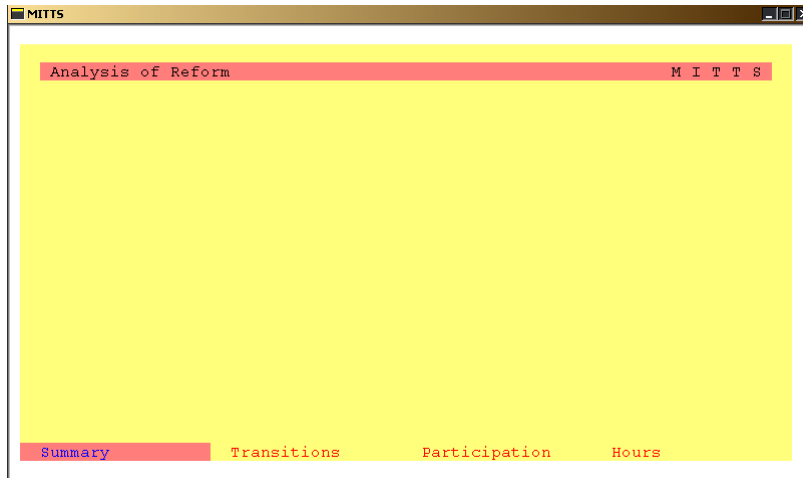 MITTS
Analysis of Reform M I T T S
Summary Transitions Participation Hours